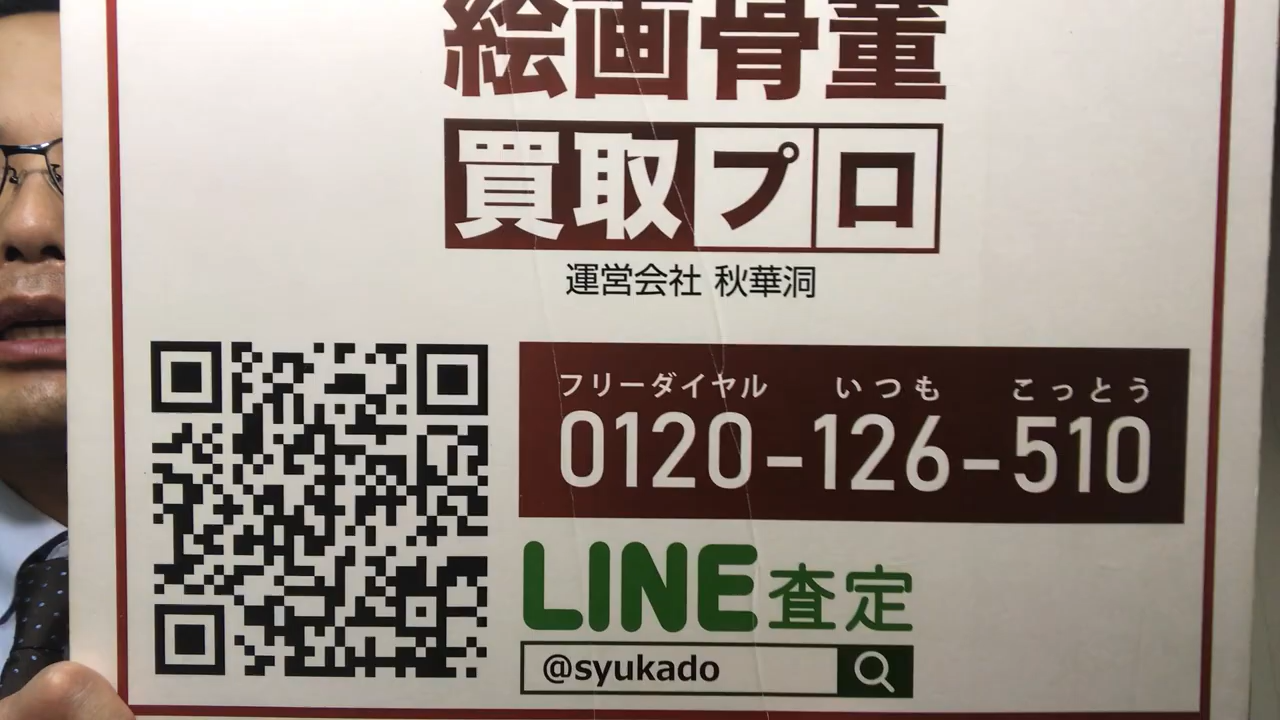 絵画骨董
買取プロ
運営会社 秋華洞
フリーダイヤル いつも こっとう
0120-126-510
LINE査定
@syukado